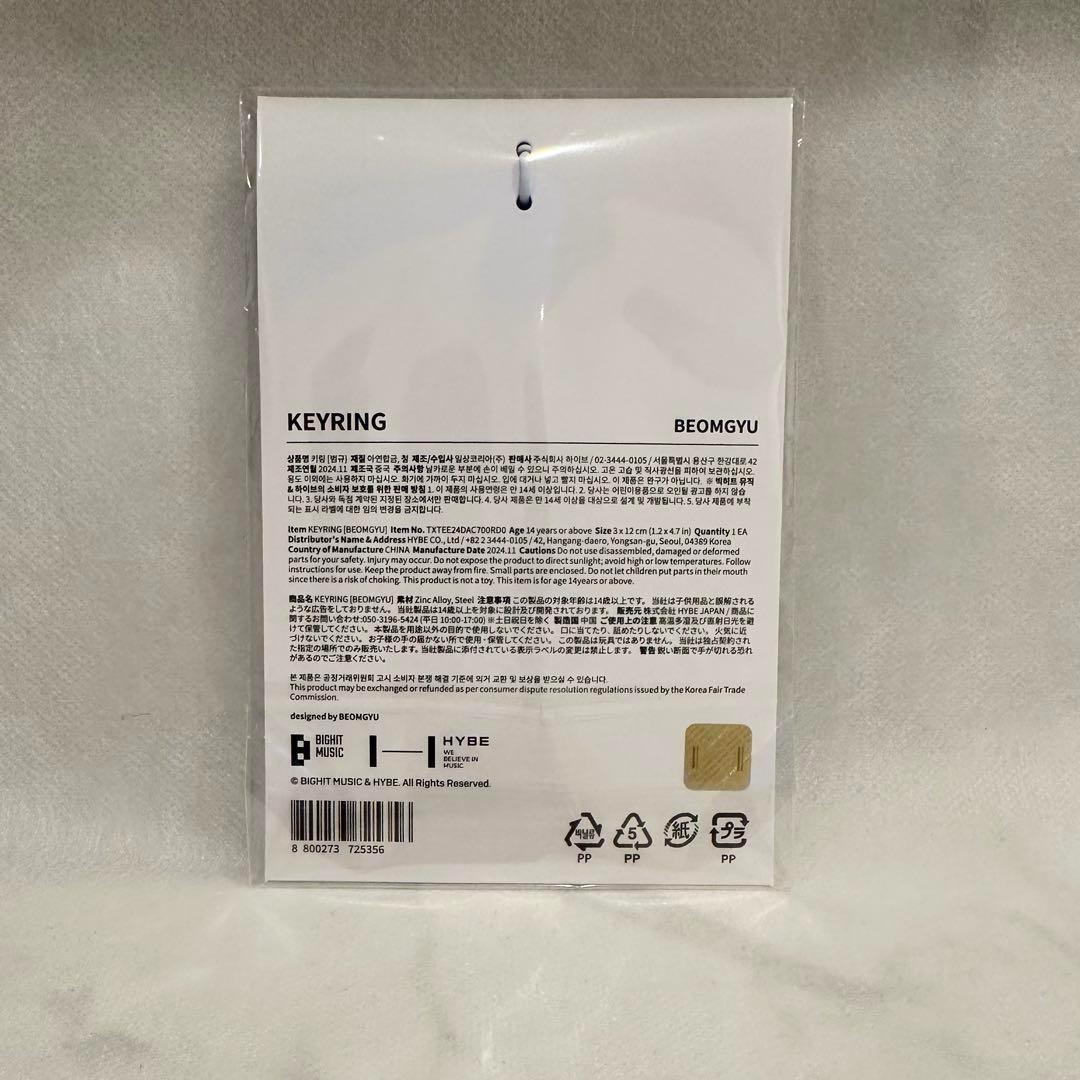 KEYRING
BEOMGYU
상품명 키링 [범규] 재질 아연합금, 철 제조/수입사 일상코리아(주) 판매사 주식회사 하이브 / 02-3444-0105 / 서울특별시 용산구 한강대로 42
제조연월 2024.11 제조국 중국 주의사항 날카로운 부분에 손이 베일 수 있으니 주의하십시오. 고온 고습 및 직사광선을 피하여 보관하십시오.
용도 이외에는 사용하지 마십시오. 화기에 가까이 두지 마십시오. 입에 대거나 넣고 빨지 마십시오. 이 제품은 완구가 아닙니다. ※ 빅히트 뮤직
& 하이브의 소비자 보호를 위한 판매 방침 1. 이 제품의 사용연령은 만 14세 이상입니다. 2. 당사는 어린이용품으로 오인될 광고를 하지 않습
니다. 3. 당사와 독점 계약된 지정된 장소에서만 판매합니다. 4. 당사 제품은 만 14세 이상을 대상으로 설계 및 개발됩니다. 5. 당사 제품에 부착
되는 표시 라벨에 대한 임의 변경을 금지합니다.
Item KEYRING [BEOMGYU] Item No. TXTEE24DAC700RD0 Age 14 years or above Size 3 x 12 cm (1.2 x 4.7 in) Quantity 1 EA
Distributor's Name & Address HYBE CO., Ltd / +82 2 3444-0105 / 42, Hangang-daero, Yongsan-gu, Seoul, 04389 Korea
Country of Manufacture CHINA Manufacture Date 2024.11 Cautions Do not use disassembled, damaged or deformed
parts for your safety. Injury may occur. Do not expose the product to direct sunlight; avoid high or low temperatures. Follow
instructions for use. Keep the product away from fire. Small parts are enclosed. Do not let children put parts in their mouth
since there is a risk of choking. This product is not a toy. This item is for age 14years or above.
商品名 KEYRING [BEOMGYU] 素材 Zinc Alloy, Steel 注意事項 この製品の対象年齢は14歳以上です。 当社は子供用品と誤解される
ような広告をしておりません。 当社製品は14歳以上を対象に設計及び開発されております。 販売元 株式会社 HYBE JAPAN / 商品に
関するお問い合わせ:050-3196-5424 (平日 10:00-17:00) ※土日祝日を除く 製造国 中国 ご使用上の注意 高温多湿及び直射日光を避
けて保管してください。 本製品を用途以外の目的で使用しないでください。 口に当てたり、舐めたりしないでください。 火気に近
づけないでください。 お子様の手の届かない所で使用・保管してください。 この製品は玩具ではありません。 当社は独占契約され
た指定の場所でのみ販売いたします。当社製品に添付されている表示ラベルの変更は禁止します。 警告 鋭い断面で手が切れる恐れ
があるのでご注意ください。
본 제품은 공정거래위원회 고시 소비자 분쟁 해결 기준에 의거 교환 및 보상을 받으실 수 있습니다.
This product may be exchanged or refunded as per consumer dispute resolution regulations issued by the Korea Fair Trade
Commission.
designed by BEOMGYU
BIGHIT
MUSIC
HYBE
WE
BELIEVE IN
MUSIC
© BIGHIT MUSIC & HYBE. All Rights Reserved.
8 800273 725356
비닐류
PP
5
PP
紙
プラ
PP